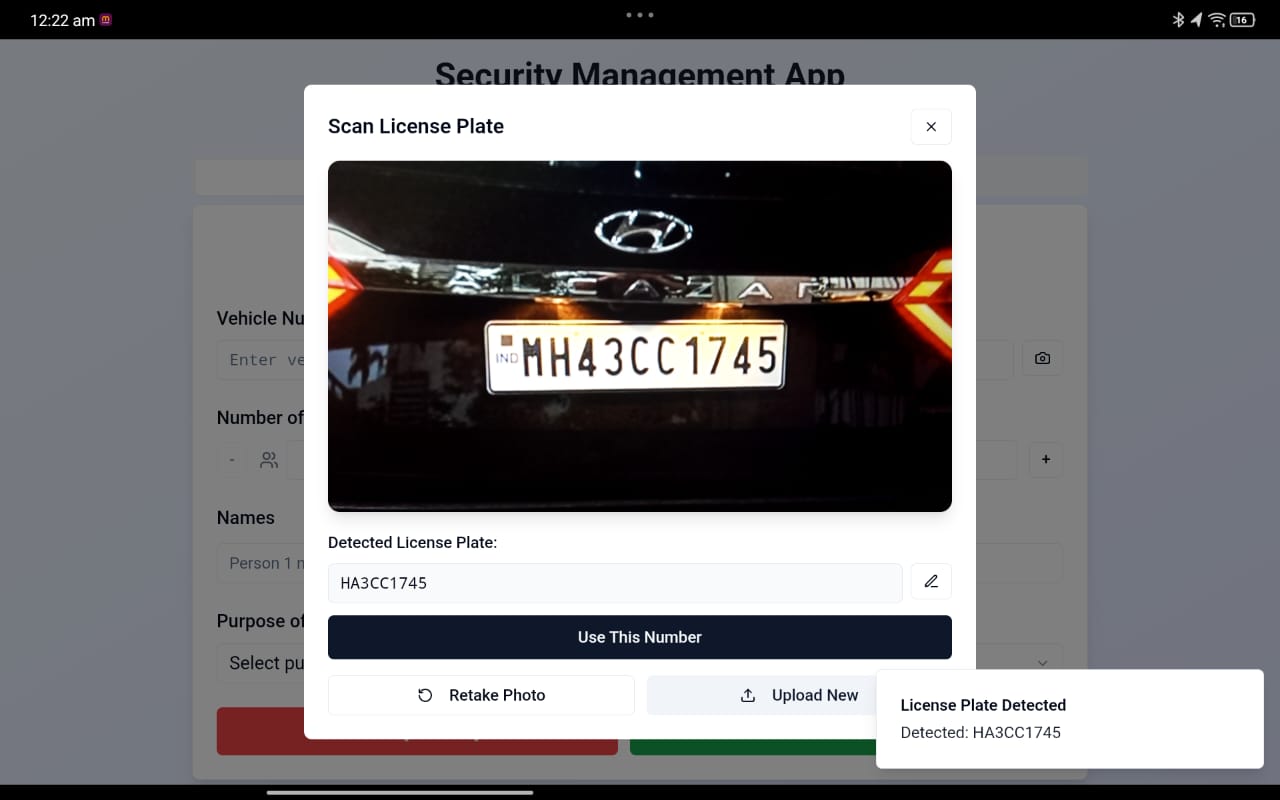 12:22 am
16
Security Management App
Scan License Plate
ALCAZAR
IND MH43CC1745
Vehicle Nu
Enter ve
Number of
-
+
Names
Person 1 n
Purpose of
Select pu
Detected License Plate:
HA3CC1745
Use This Number
Retake Photo
Upload New
License Plate Detected
Detected: HA3CC1745